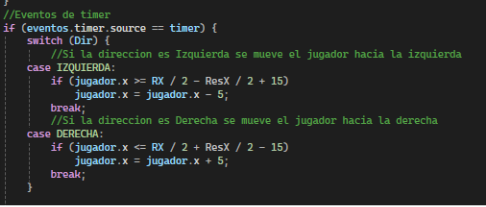 }
//Eventos de timer
if (eventos.timer.source == timer) {
switch (Dir) {
//Si la direccion es Izquierda se mueve el jugador hacia la izquierda
case IZQUIERDA:
if (jugador.x >= RX / 2 - ResX / 2 + 15)
jugador.x = jugador.x - 5;
break;
//Si la direccion es Derecha se mueve el jugador hacia la derecha
case DERECHA:
if (jugador.x <= RX / 2 + ResX / 2 - 15)
jugador.x = jugador.x + 5;
break;
}